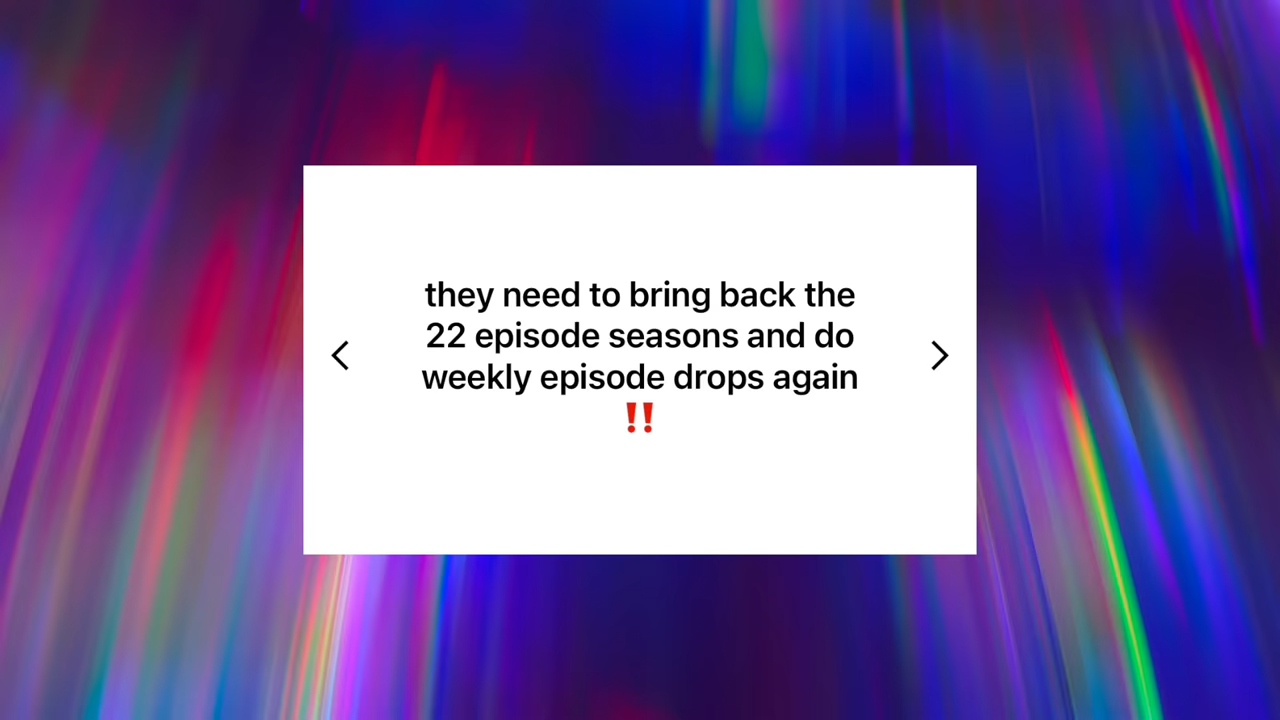 they need to bring back the
22 episode seasons and do
weekly episode drops again
‼️